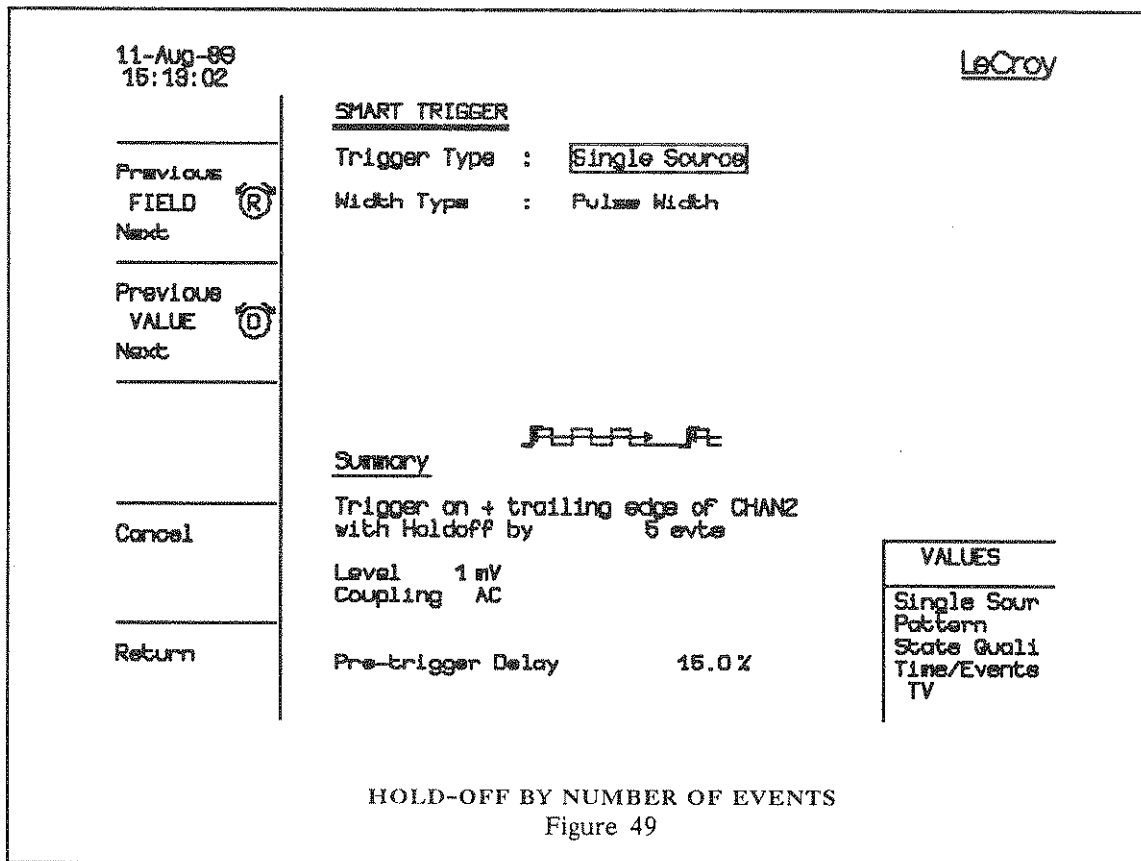 11-Aug-89
15:13:02
LeCroy
SMART TRIGGER
Trigger Type : Single Source
Width Type : Pulse Width
Previous
FIELD R
Next
Previous
VALUE D
Next
Summary
Trigger on + trailing edge of CHAN2
with Holdoff by 5 evts
Level 1 mV
Coupling AC
Pre-trigger Delay 15.0 %
Cancel
Return
VALUES
Single Sour
Pattern
State Quali
Time/Events
TV
HOLD-OFF BY NUMBER OF EVENTS
Figure 49